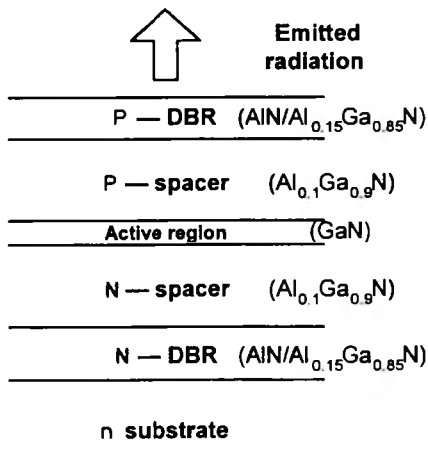 Emitted
radiation
P — DBR (AlN/Al0.15Ga0.85N)
P — spacer (Al0.1Ga0.9N)
Active region (GaN)
N — spacer (Al0.1Ga0.9N)
N — DBR (AlN/Al0.15Ga0.85N)
n substrate